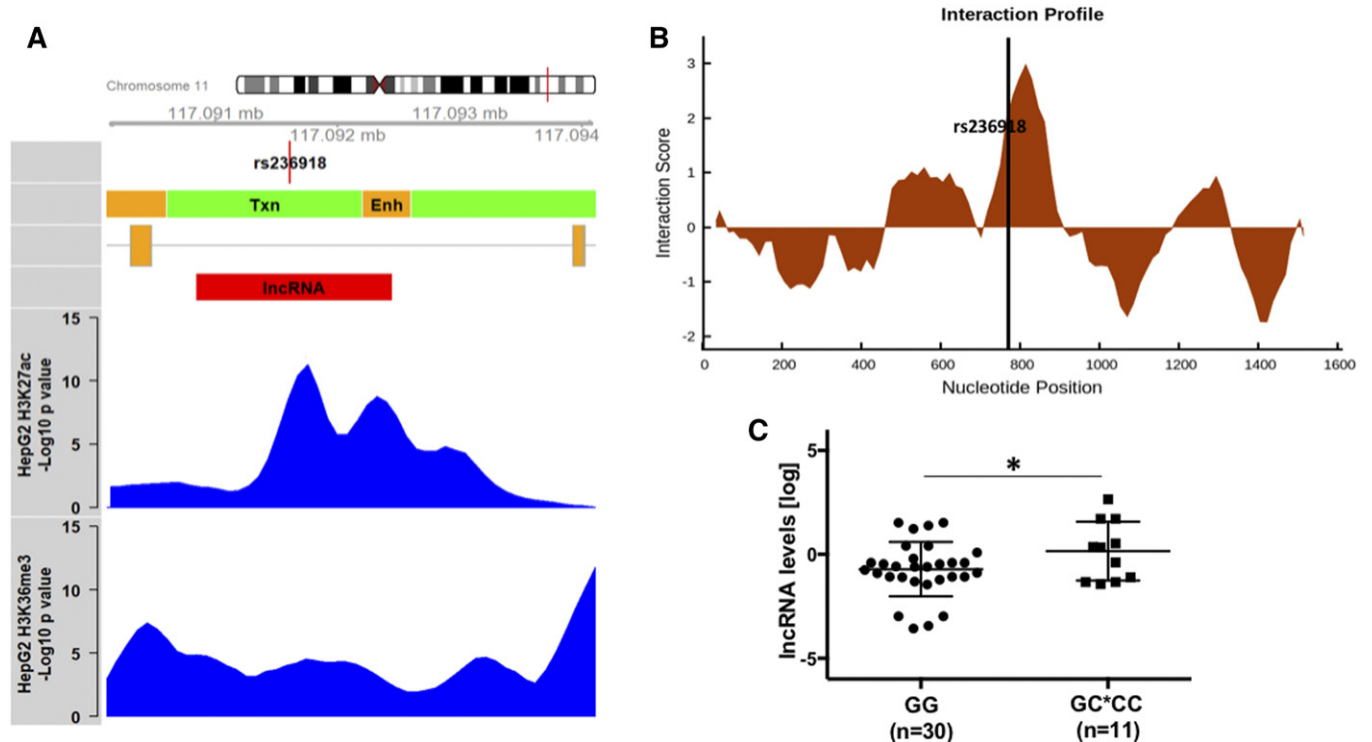 A
Chromosome 11
117.091 mb
117.093 mb
117.092 mb
117.094
rs236918
Txn
Enh
lncRNA
HepG2 H3K27ac
-Log10 p value
15
10
5
0
HepG2 H3K36me3
-Log10 p value
15
10
5
0
B
Interaction Profile
Interaction Score
3
2
1
0
-1
-2
rs236918
0
200
400
600
800
1000
1200
1400
1600
Nucleotide Position
C
lncRNA levels [log]
5
0
-5
*
GG
(n=30)
GC*CC
(n=11)